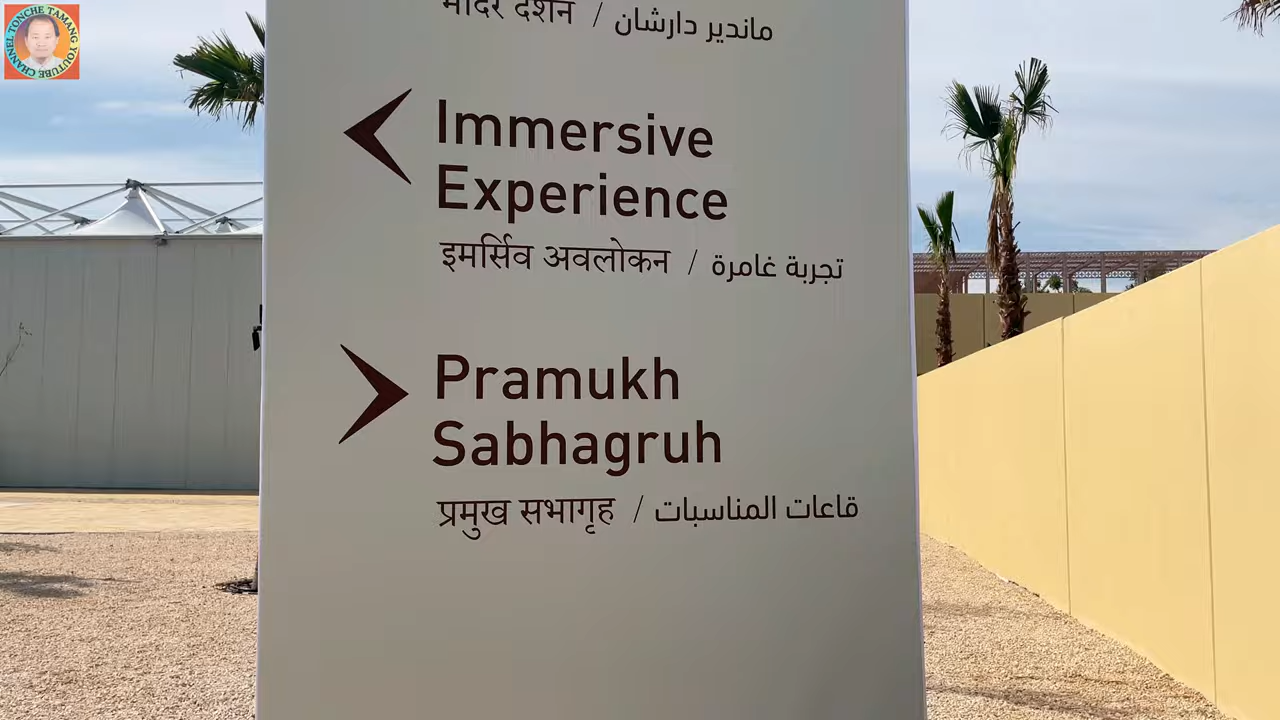 TONCHE TAMANG YOUTUBE CHANNEL
मंदिर दर्शन / ماندير دارشان
Immersive
Experience
इमर्सिव अवलोकन / تجربة غامرة
Pramukh
Sabhagruh
प्रमुख सभागृह / قاعات المناسبات